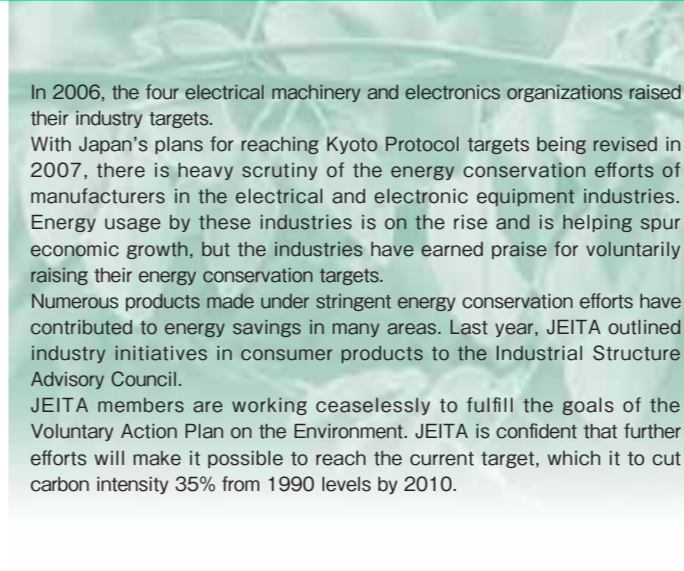 In 2006, the four electrical machinery and electronics organizations raised
their industry targets.
With Japan's plans for reaching Kyoto Protocol targets being revised in
2007, there is heavy scrutiny of the energy conservation efforts of
manufacturers in the electrical and electronic equipment industries.
Energy usage by these industries is on the rise and is helping spur
economic growth, but the industries have earned praise for voluntarily
raising their energy conservation targets.
Numerous products made under stringent energy conservation efforts have
contributed to energy savings in many areas. Last year, JEITA outlined
industry initiatives in consumer products to the Industrial Structure
Advisory Council.
JEITA members are working ceaselessly to fulfill the goals of the
Voluntary Action Plan on the Environment. JEITA is confident that further
efforts will make it possible to reach the current target, which it to cut
carbon intensity 35% from 1990 levels by 2010.